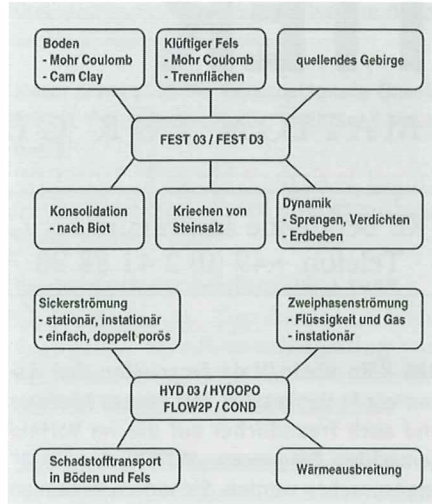 Boden
- Mohr Coulomb
- Cam Clay
Klüftiger Fels
- Mohr Coulomb
- Trennflächen
quellendes Gebirge
FEST 03 / FEST D3
Konsolidation
- nach Biot
Kriechen von
Steinsalz
Dynamik
- Sprengen, Verdichten
- Erdbeben
Sickerströmung
- stationär, instationär
- einfach, doppelt porös
Zweiphasenströmung
- Flüssigkeit und Gas
- instationär
HYD 03 / HYDOPO
FLOW2P / COND
Schadstofftransport
in Böden und Fels
Wärmeausbreitung